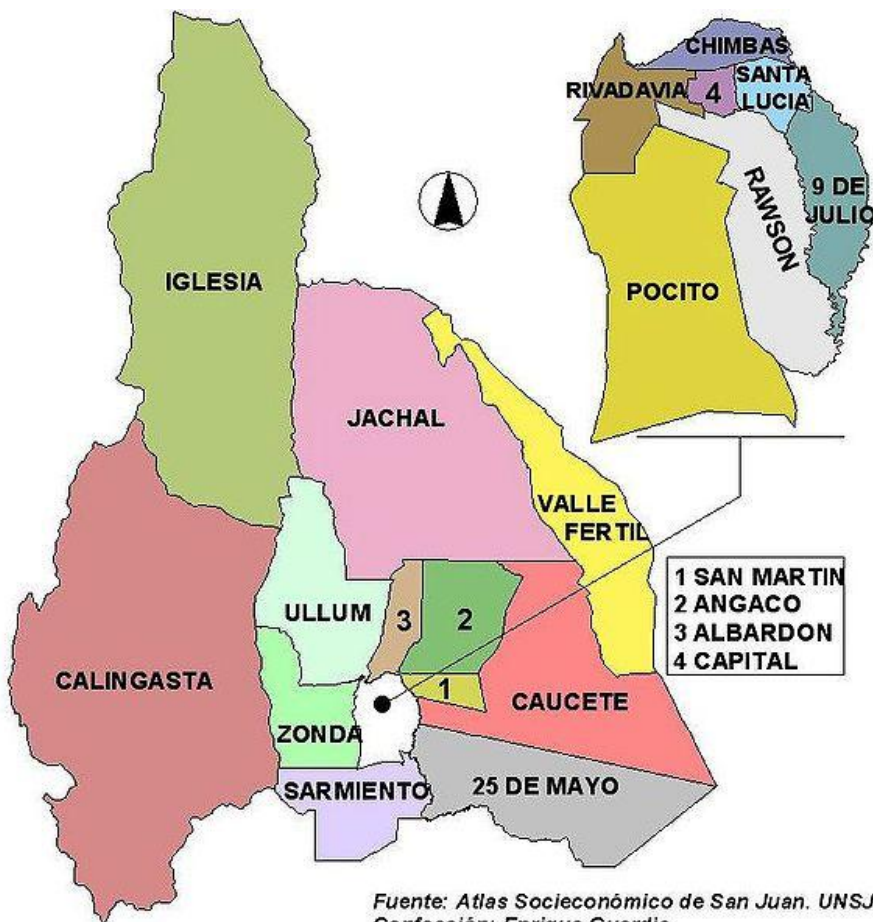 CHIMBAS
RIVADAVIA
4
SANTA
LUCIA
9 DE
JULIO
RAWSON
POCITO
IGLESIA
JACHAL
VALLE
FERTIL
1 SAN MARTIN
2 ANGACO
3 ALBARDON
4 CAPITAL
ULLUM
3
2
1
CALINGASTA
CAUCETE
ZONDA
SARMIENTO
25 DE MAYO
Fuente: Atlas Socieconómico de San Juan. UNSJ